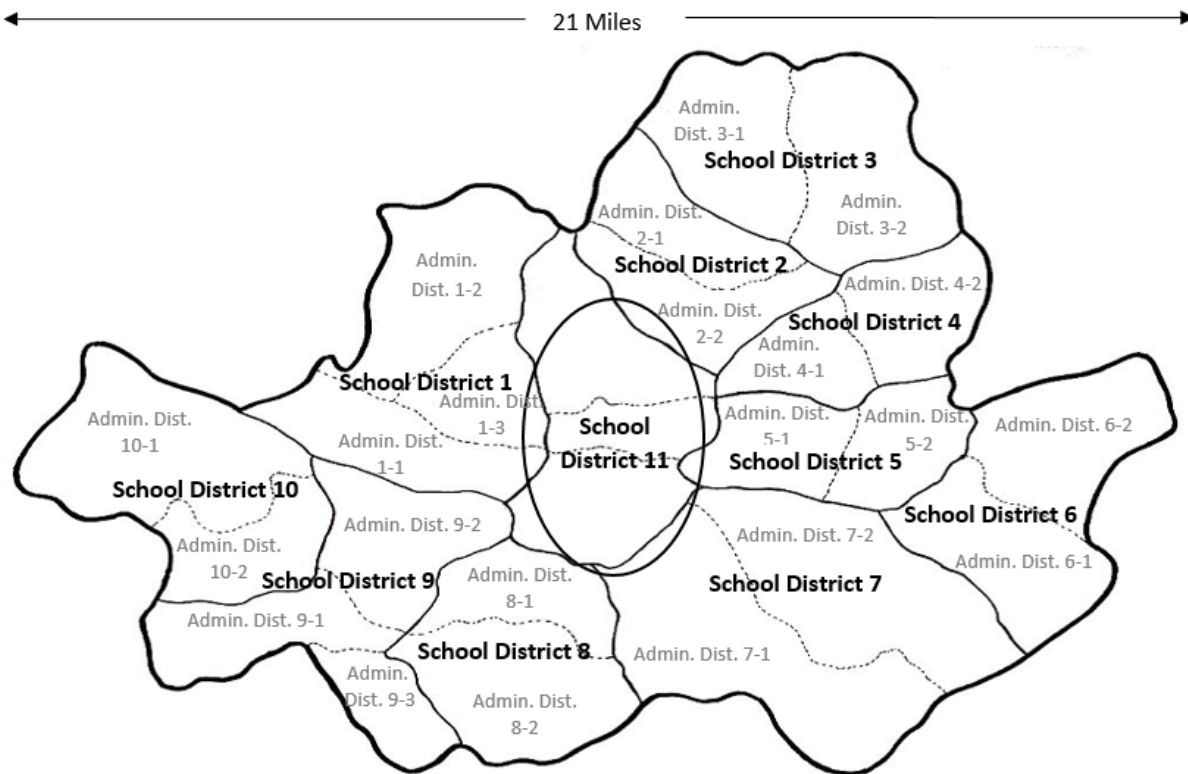 21 Miles
Admin.
Dist. 3-1
School District 3
Admin.
Dist. 3-2
Admin. Dist.
2-1
School District 2
Admin. Dist.
2-2
Admin.
Dist. 1-2
Admin. Dist. 4-2
School District 4
Admin.
Dist. 4-1
School District 1
Admin. Dist.
1-3
Admin. Dist.
1-1
School
District 11
Admin. Dist.
5-1
Admin. Dist.
5-2
School District 5
Admin. Dist. 6-2
School District 6
Admin. Dist. 6-1
Admin. Dist.
10-1
School District 10
Admin. Dist.
10-2
Admin. Dist. 9-2
School District 9
Admin. Dist. 9-1
Admin.
Dist. 9-3
Admin. Dist.
8-1
School District 8
Admin. Dist.
8-2
Admin. Dist. 7-2
School District 7
Admin. Dist. 7-1